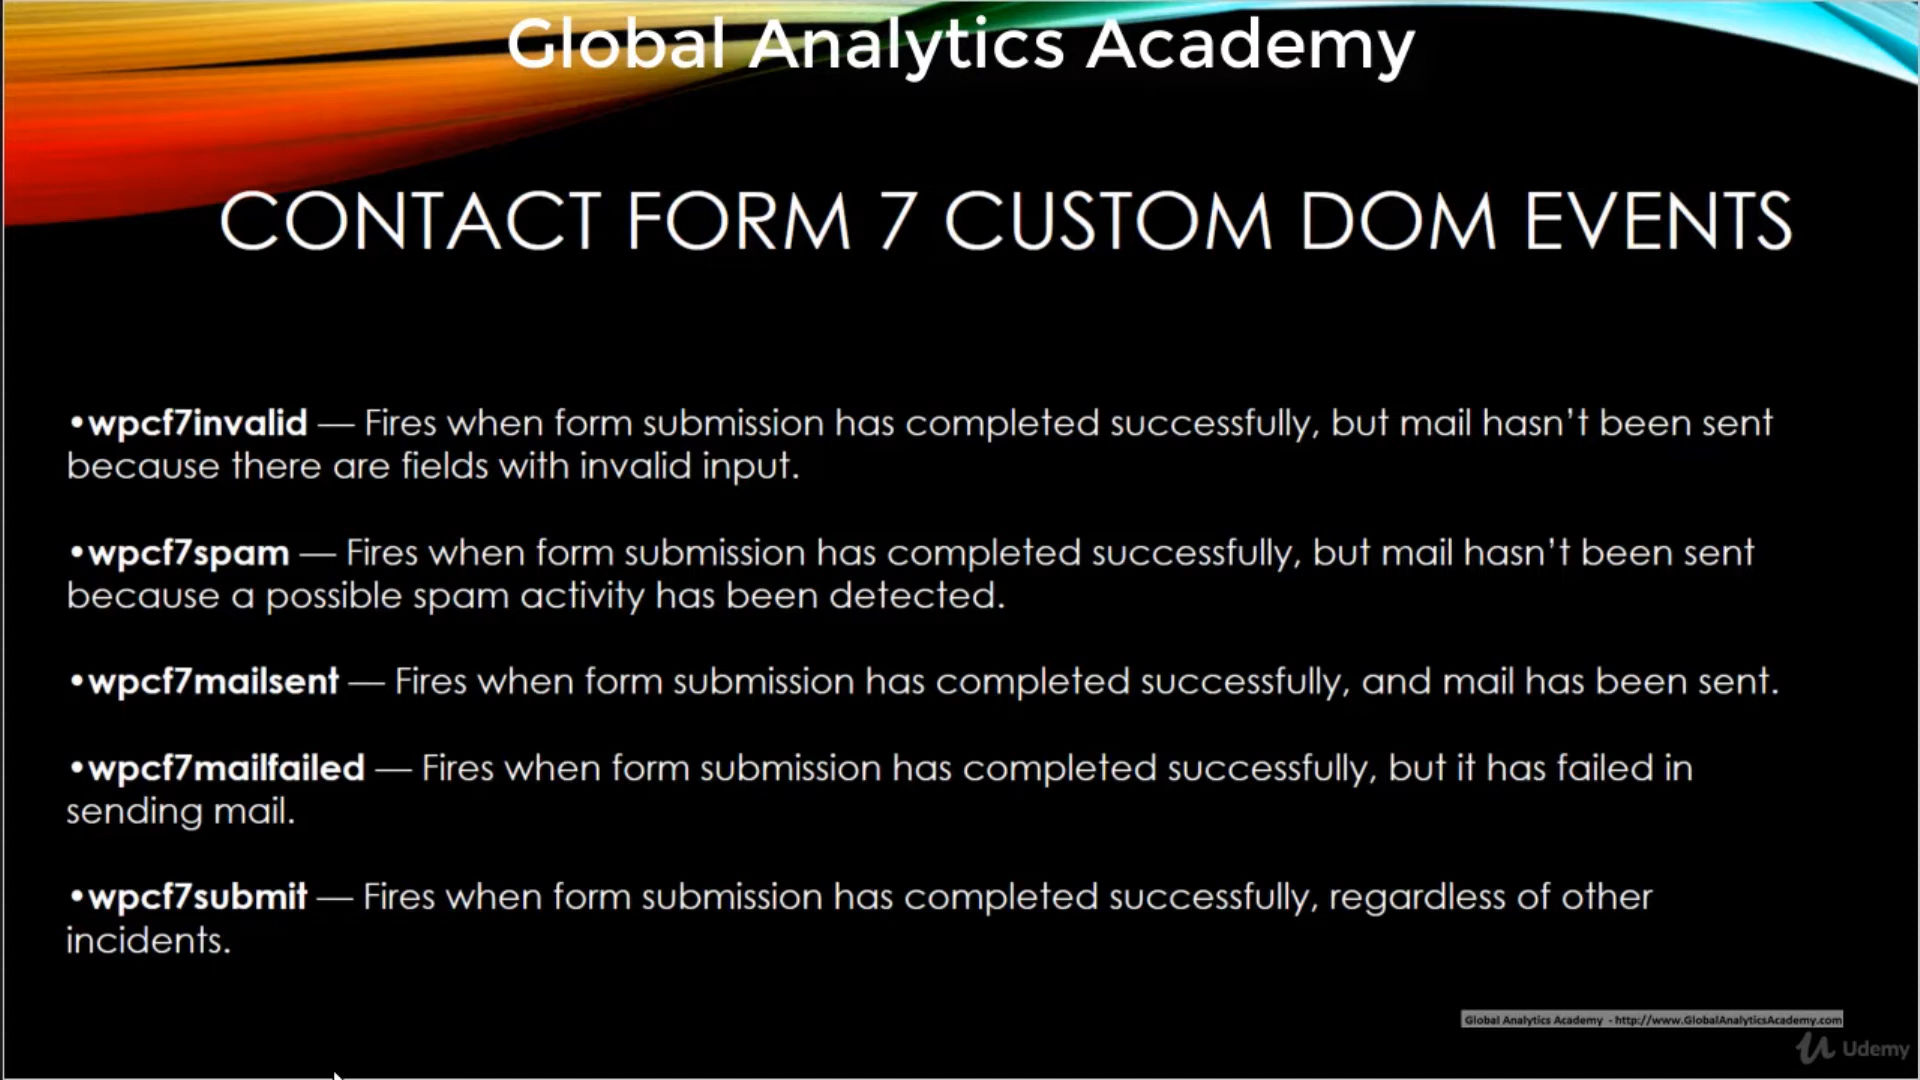 Global Analytics Academy
CONTACT FORM 7 CUSTOM DOM EVENTS
•wpcf7invalid — Fires when form submission has completed successfully, but mail hasn’t been sent
because there are fields with invalid input.
•wpcf7spam — Fires when form submission has completed successfully, but mail hasn’t been sent
because a possible spam activity has been detected.
•wpcf7mailsent — Fires when form submission has completed successfully, and mail has been sent.
•wpcf7mailfailed — Fires when form submission has completed successfully, but it has failed in
sending mail.
•wpcf7submit — Fires when form submission has completed successfully, regardless of other
incidents.
Global Analytics Academy - http://www.GlobalAnalyticsAcademy.com
Udemy